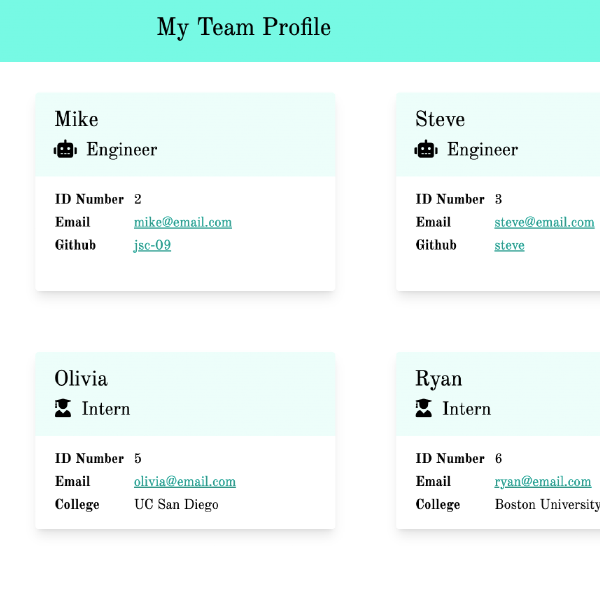 My Team Profile
Mike
Engineer
ID Number 2
Email mike@email.com
Github jsc-09
Steve
Engineer
ID Number 3
Email steve@email.com
Github steve
Olivia
Intern
ID Number 5
Email olivia@email.com
College UC San Diego
Ryan
Intern
ID Number 6
Email ryan@email.com
College Boston University